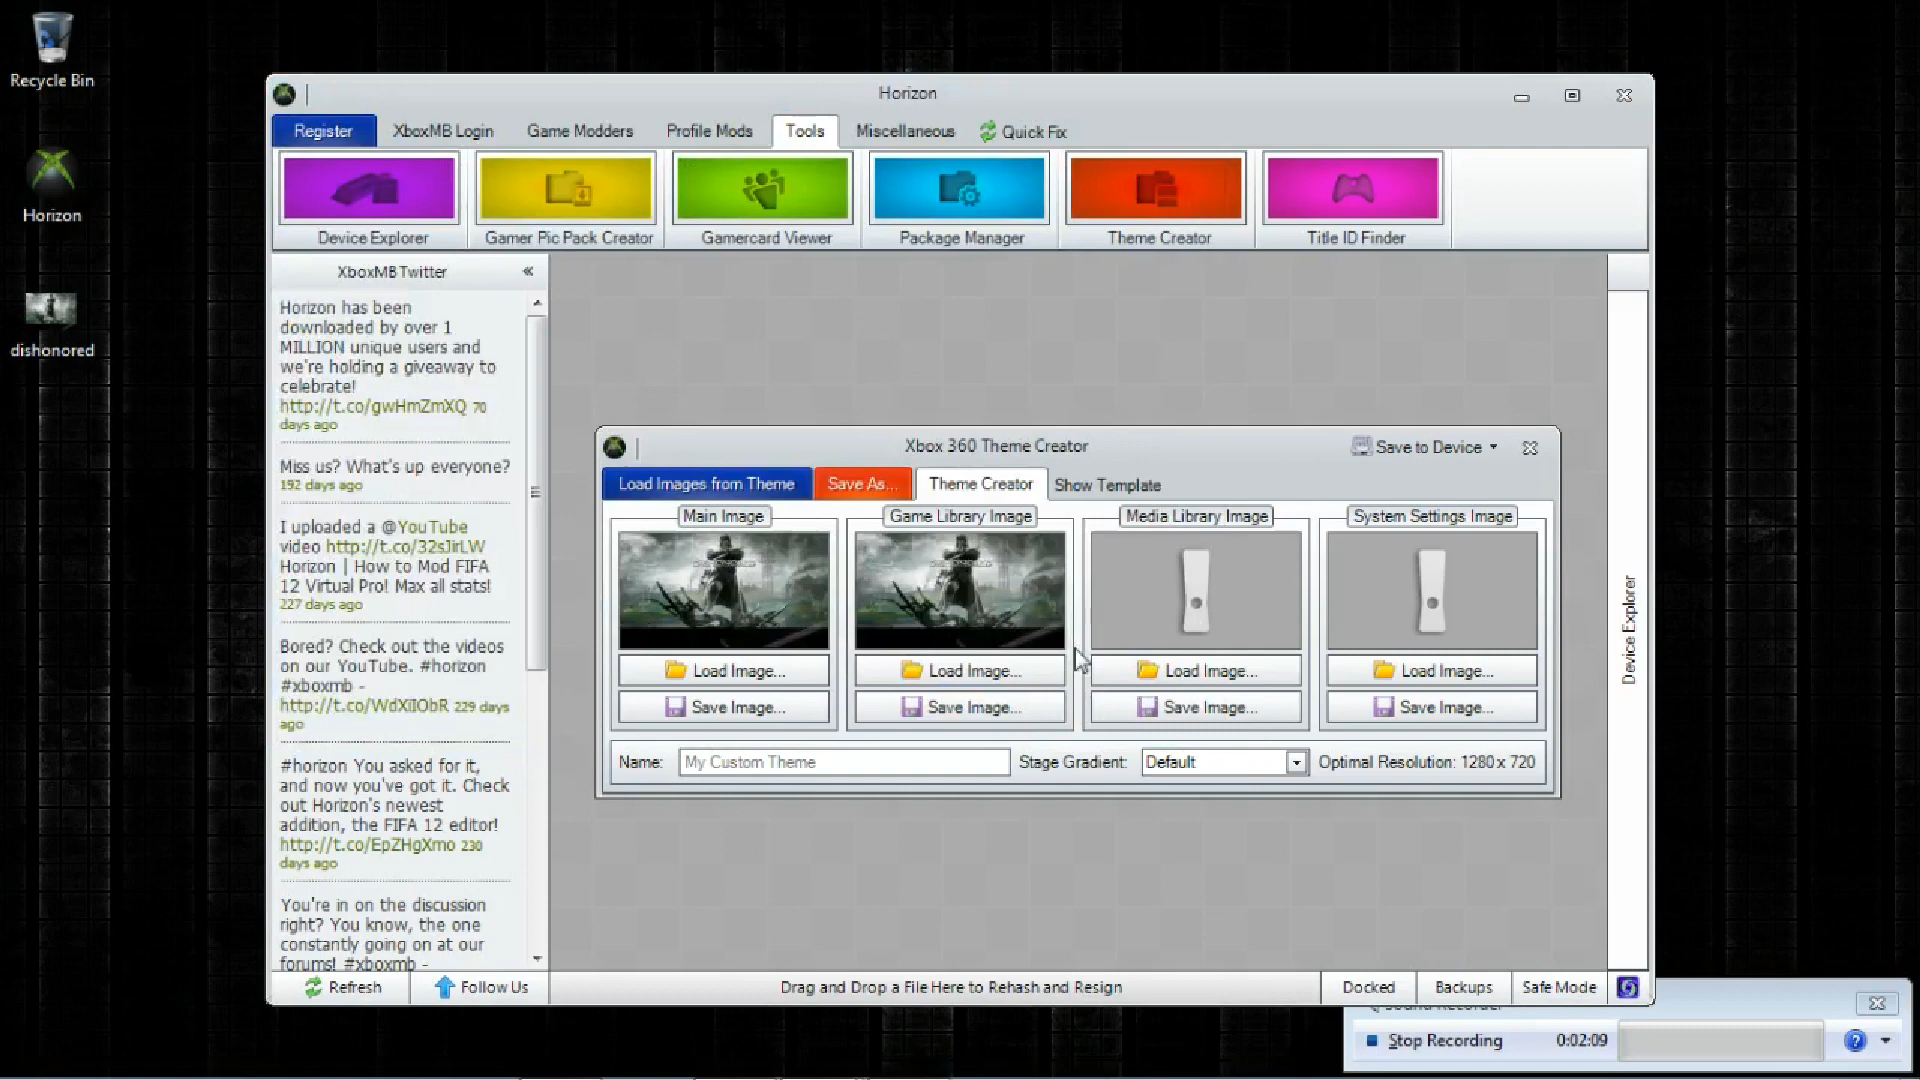 Recycle Bin
Horizon
dishonored
Horizon
Register
XboxMB Login
Game Modders
Profile Mods
Tools
Miscellaneous
Quick Fix
Device Explorer
Gamer Pic Pack Creator
Gamercard Viewer
Package Manager
Theme Creator
Title ID Finder
XboxMB Twitter
«
Horizon has been
downloaded by over 1
MILLION unique users and
we're holding a giveaway to
celebrate!
http://t.co/gwHmZmXQ 70
days ago
Miss us? What's up everyone?
192 days ago
I uploaded a @YouTube
video http://t.co/32sJirLW
Horizon | How to Mod FIFA
12 Virtual Pro! Max all stats!
227 days ago
Bored? Check out the videos
on our YouTube. #horizon
#xboxmb -
http://t.co/WdXiIObR 229 days
ago
#horizon You asked for it,
and now you've got it. Check
out Horizon's newest
addition, the FIFA 12 editor!
http://t.co/EpZHgXmo 230
days ago
You're in on the discussion
right? You know, the one
constantly going on at our
forums! #xboxmb -
Refresh
Follow Us
Xbox 360 Theme Creator
Save to Device
Load Images from Theme
Save As...
Theme Creator
Show Template
Main Image
Game Library Image
Media Library Image
System Settings Image
Load Image...
Load Image...
Load Image...
Load Image...
Save Image...
Save Image...
Save Image...
Save Image...
Name: My Custom Theme
Stage Gradient: Default
Optimal Resolution: 1280 x 720
Device Explorer
Drag and Drop a File Here to Rehash and Resign
Docked
Backups
Safe Mode
Sound Recorder
Stop Recording
0:02:09